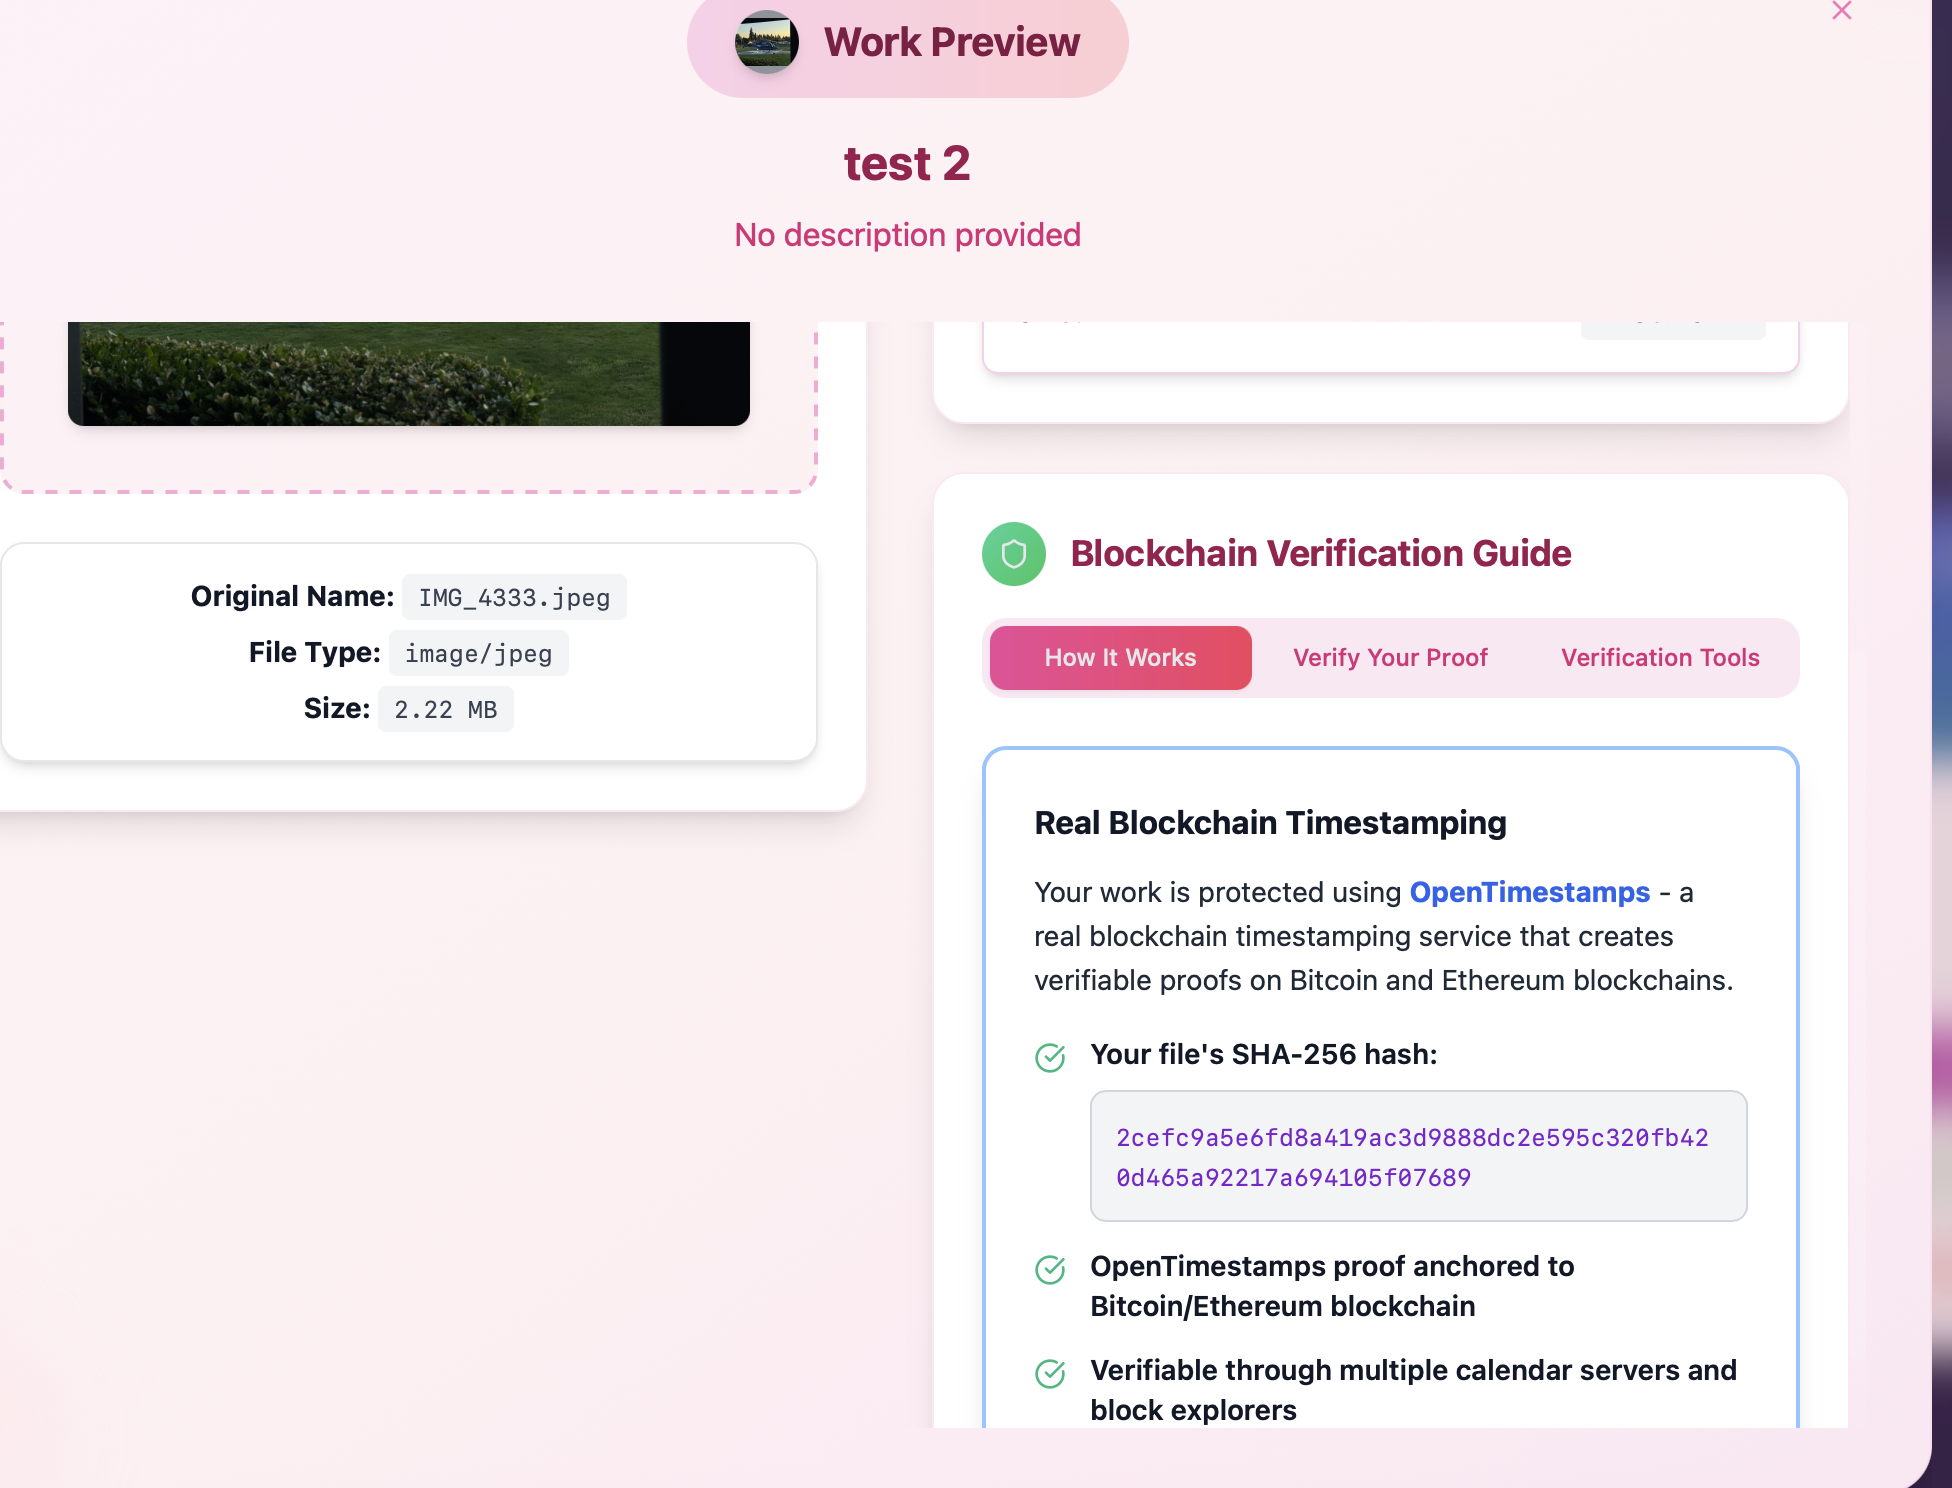 Work Preview
test 2
No description provided
Original Name: IMG_4333.jpeg
File Type: image/jpeg
Size: 2.22 MB
Blockchain Verification Guide
How It Works
Verify Your Proof
Verification Tools
Real Blockchain Timestamping
Your work is protected using OpenTimestamps - a
real blockchain timestamping service that creates
verifiable proofs on Bitcoin and Ethereum blockchains.
Your file's SHA-256 hash:
2cefc9a5e6fd8a419ac3d9888dc2e595c320fb42
0d465a92217a694105f07689
OpenTimestamps proof anchored to
Bitcoin/Ethereum blockchain
Verifiable through multiple calendar servers and
block explorers